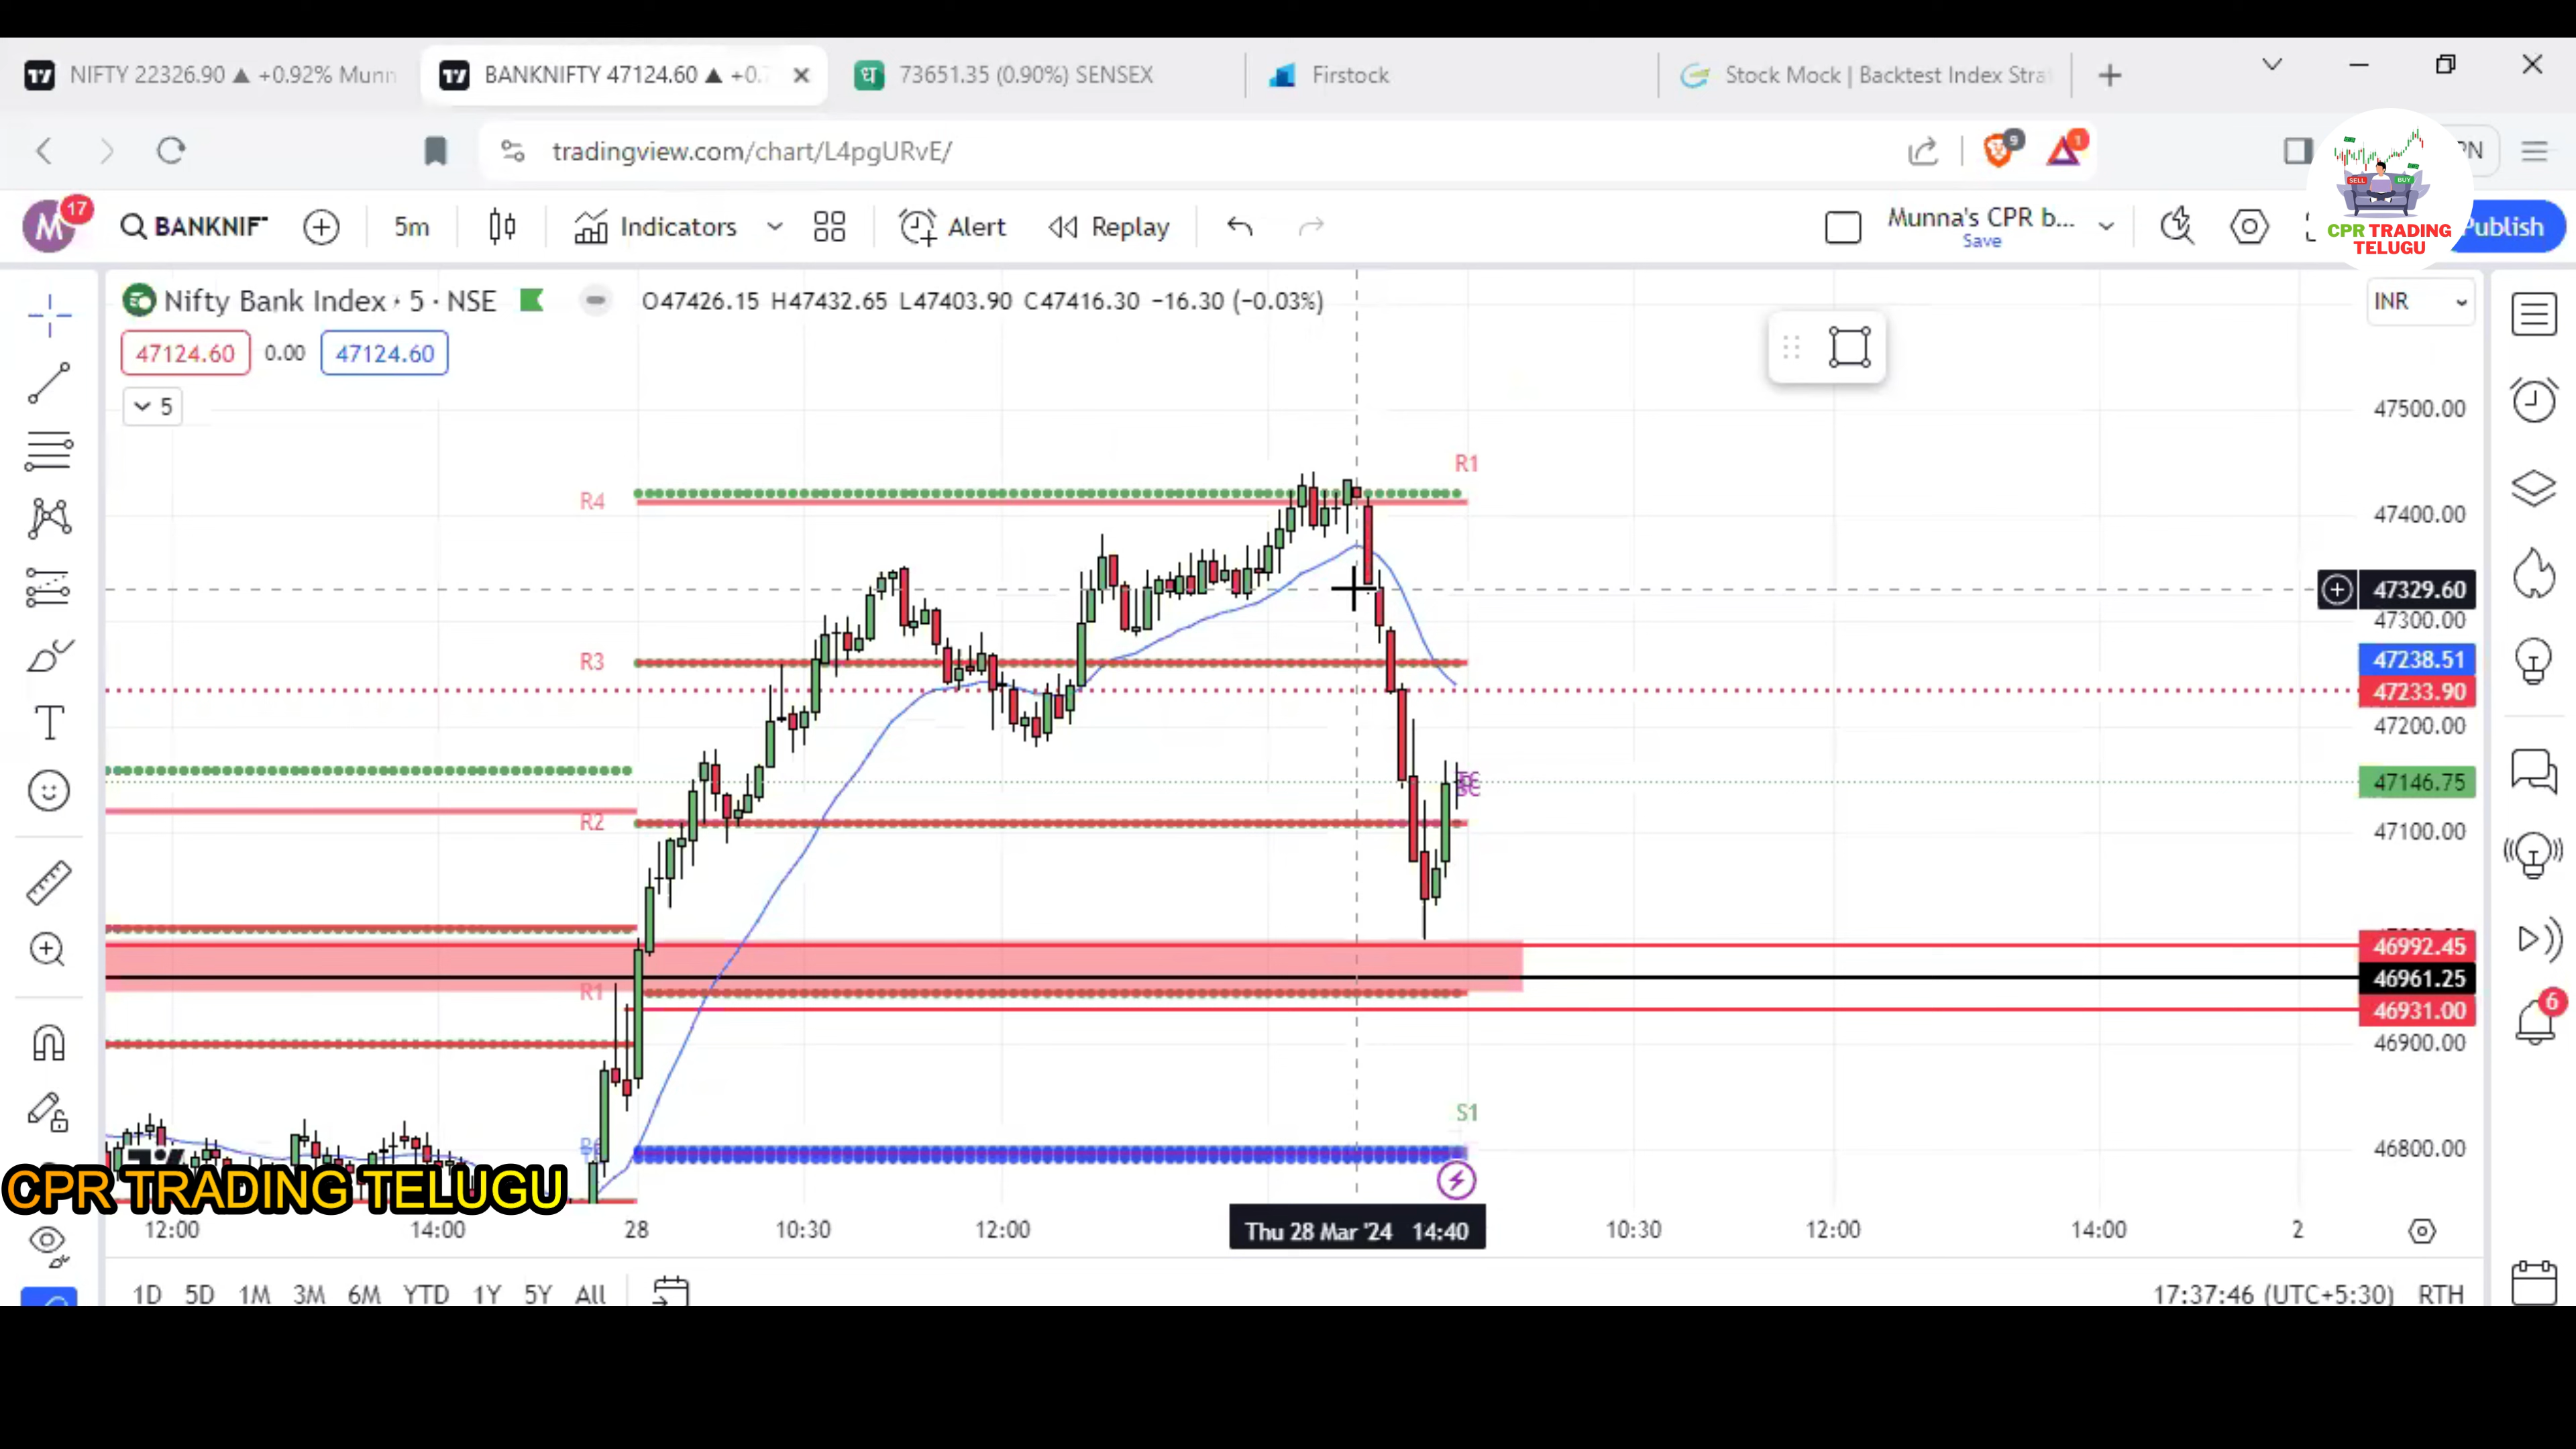 NIFTY 22326.90 ▲ +0.92% Munn
BANKNIFTY 47124.60 ▲ +0.
ध 73651.35 (0.90%) SENSEX
Firstock
Stock Mock | Backtest Index Stra
tradingview.com/chart/L4pgURvE/
9
1
PN
M
17
BANKNIF
5m
Indicators
Alert
Replay
Munna's CPR b...
Save
Publish
SELL
BUY
CPR TRADING
TELUGU
Nifty Bank Index · 5 · NSE
O47426.15 H47432.65 L47403.90 C47416.30 −16.30 (−0.03%)
INR
47124.60
0.00
47124.60
5
47500.00
R1
R4
47400.00
47329.60
47300.00
R3
47238.51
47233.90
47200.00
47146.75
R2
47100.00
46992.45
46961.25
R1
46931.00
6
46900.00
S1
46800.00
CPR TRADING TELUGU
12:00
14:00
28
10:30
12:00
Thu 28 Mar '24 14:40
10:30
12:00
14:00
2
1D 5D 1M 3M 6M YTD 1Y 5Y All
17:37:46 (UTC+5:30) RTH